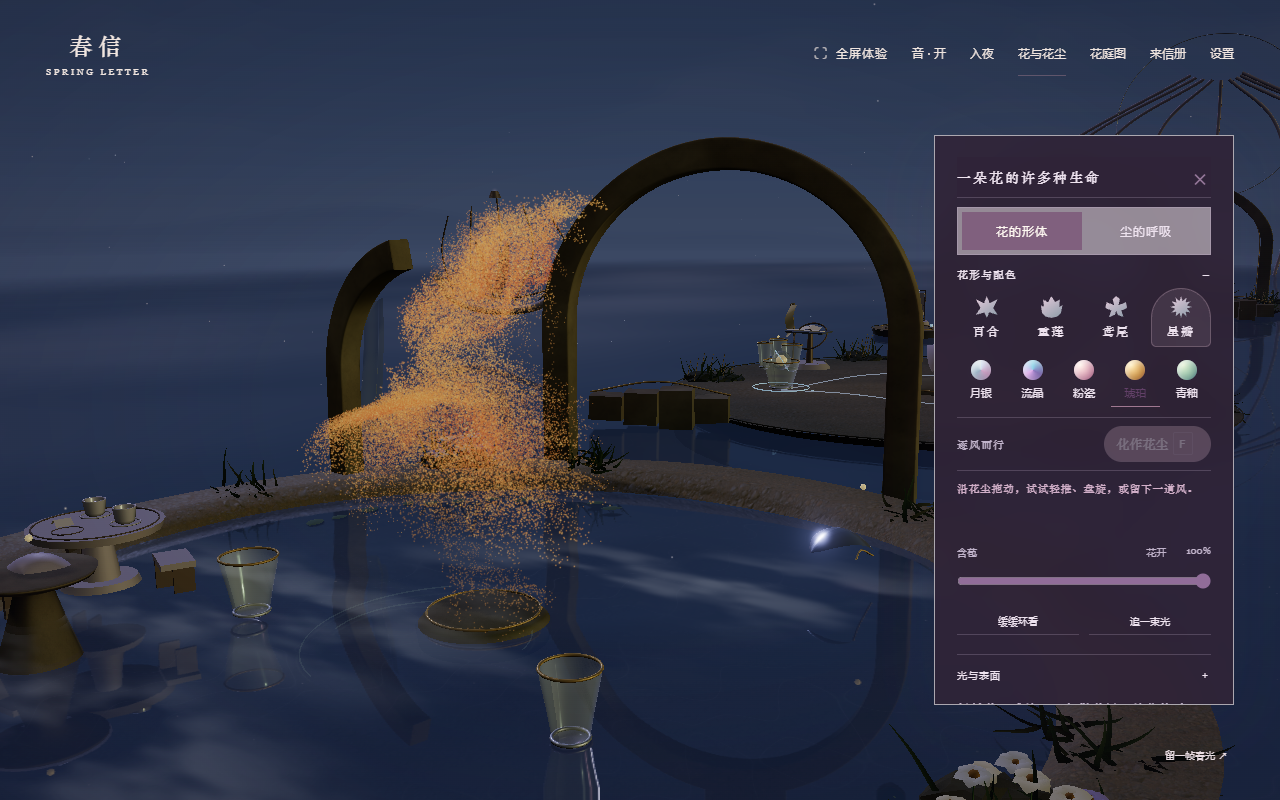 春信
SPRING LETTER
全屏体验 音·开 入夜 花与花尘 花庭图 来信册 设置
一朵花的许多种生命
花的形体 尘的呼吸
花形与配色
百合 重莲 鸢尾 星瓣
月银 流晶 粉瓷 琥珀 青釉
逐风而行 化作花尘 F
沿花尘拖动，试试轻推、盘旋，或留下一道风。
含苞 花开 100%
缓缓环看 追一束光
光与表面
留一帧春光 ↗